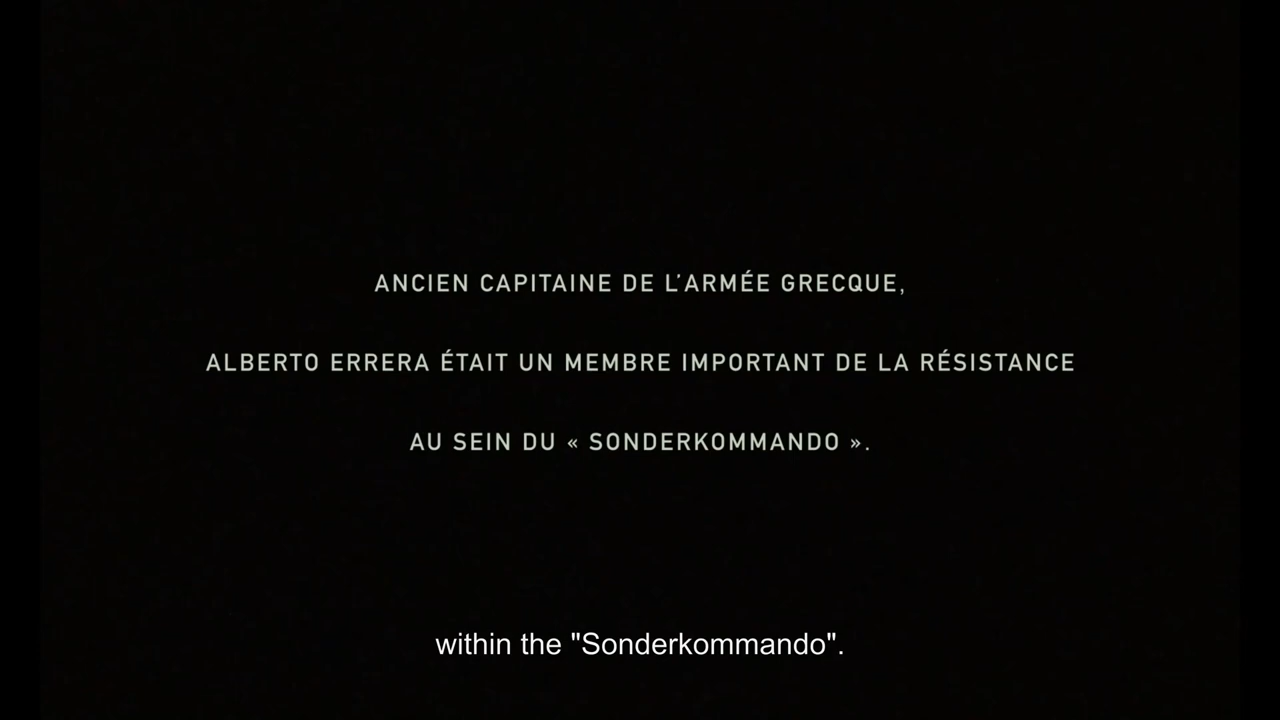 ANCIEN CAPITAINE DE L'ARMÉE GRECQUE,
ALBERTO ERRERA ÉTAIT UN MEMBRE IMPORTANT DE LA RÉSISTANCE
AU SEIN DU « SONDERKOMMANDO ».
within the "Sonderkommando".